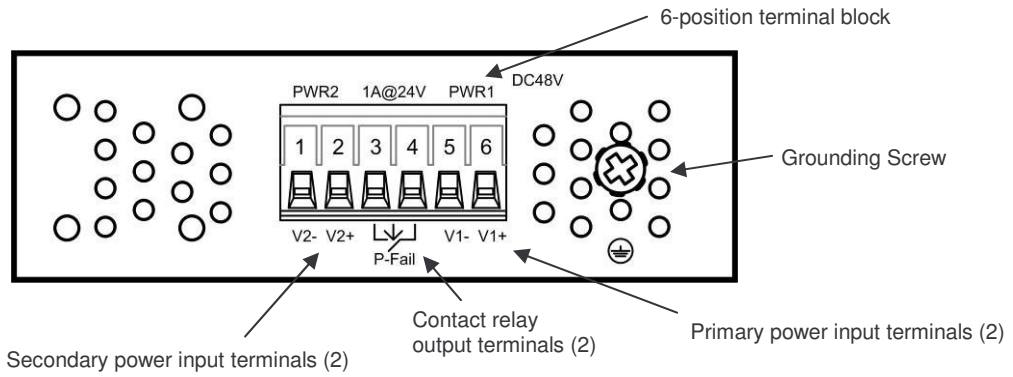 6-position terminal block
PWR2 1A@24V PWR1 DC48V
1 2 3 4 5 6
Grounding Screw
V2- V2+ V1- V1+
P-Fail
Contact relay
output terminals (2)
Primary power input terminals (2)
Secondary power input terminals (2)